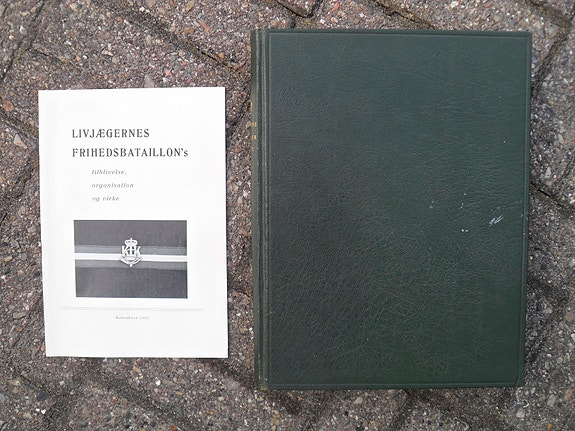 LIVJÆGERNES
FRIHEDSBATAILLON's
tilblivelse,
organisation
og virke